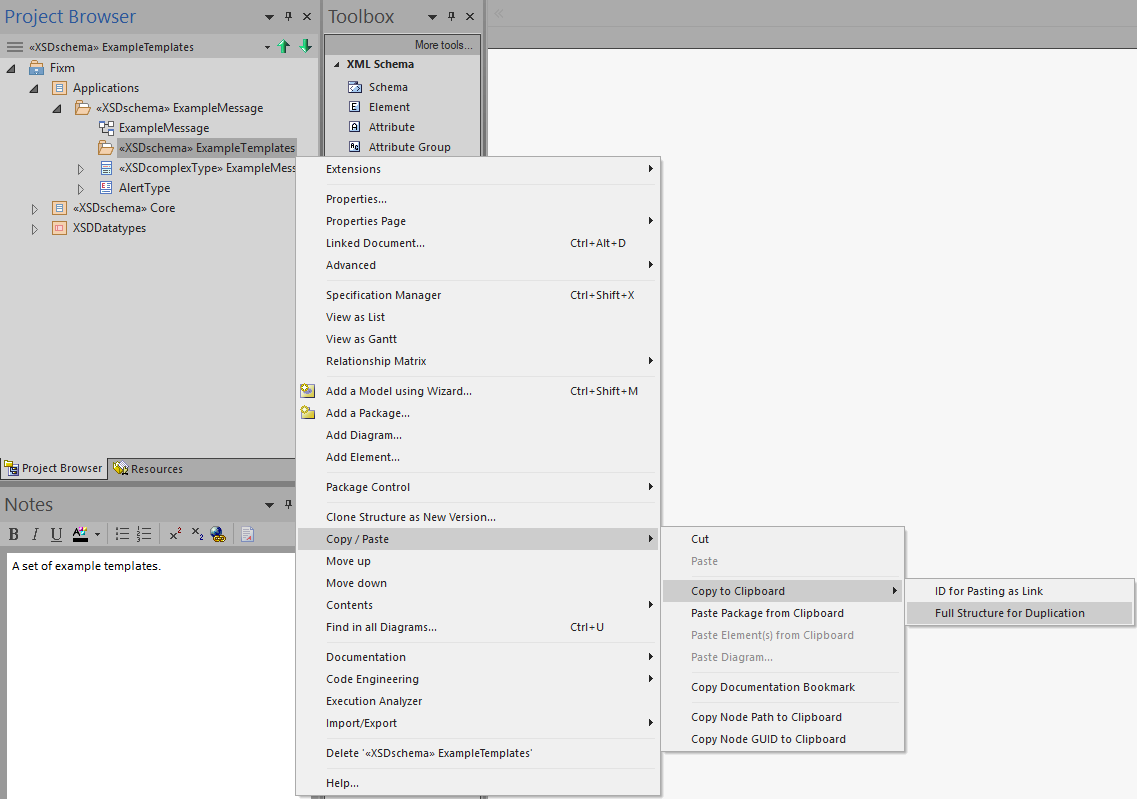 Project Browser
«XSDschema» ExampleTemplates
Fixm
Applications
«XSDschema» ExampleMessage
ExampleMessage
«XSDschema» ExampleTemplates
«XSDcomplexType» ExampleMess
AlertType
«XSDschema» Core
XSDDatatypes
Project Browser
Resources
Notes
B I U A x² x₂
A set of example templates.
Toolbox
More tools...
XML Schema
Schema
E Element
A Attribute
Ag Attribute Group
Extensions
Properties...
Properties Page
Linked Document... Ctrl+Alt+D
Advanced
Specification Manager Ctrl+Shift+X
View as List
View as Gantt
Relationship Matrix
Add a Model using Wizard... Ctrl+Shift+M
Add a Package...
Add Diagram...
Add Element...
Package Control
Clone Structure as New Version...
Copy / Paste
Move up
Move down
Contents
Find in all Diagrams... Ctrl+U
Documentation
Code Engineering
Execution Analyzer
Import/Export
Delete '«XSDschema» ExampleTemplates'
Help...
Cut
Paste
Copy to Clipboard
Paste Package from Clipboard
Paste Element(s) from Clipboard
Paste Diagram...
Copy Documentation Bookmark
Copy Node Path to Clipboard
Copy Node GUID to Clipboard
ID for Pasting as Link
Full Structure for Duplication